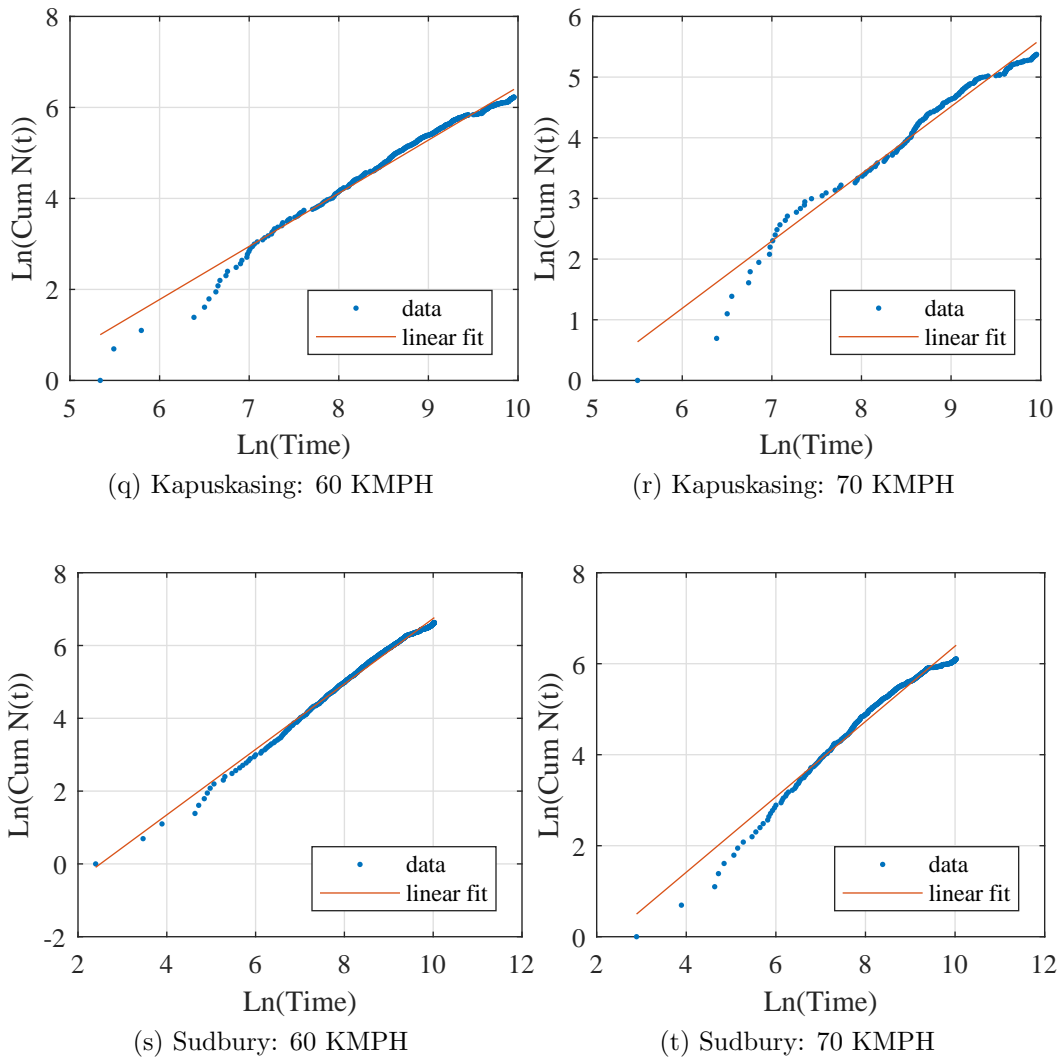 8
6
4
2
0
5
6
7
8
9
10
Ln(Cum N(t))
Ln(Time)
data
linear fit
(q) Kapuskasing: 60 KMPH
6
5
4
3
2
1
0
5
6
7
8
9
10
Ln(Cum N(t))
Ln(Time)
data
linear fit
(r) Kapuskasing: 70 KMPH
8
6
4
2
0
-2
2
4
6
8
10
12
Ln(Cum N(t))
Ln(Time)
data
linear fit
(s) Sudbury: 60 KMPH
8
6
4
2
0
2
4
6
8
10
12
Ln(Cum N(t))
Ln(Time)
data
linear fit
(t) Sudbury: 70 KMPH